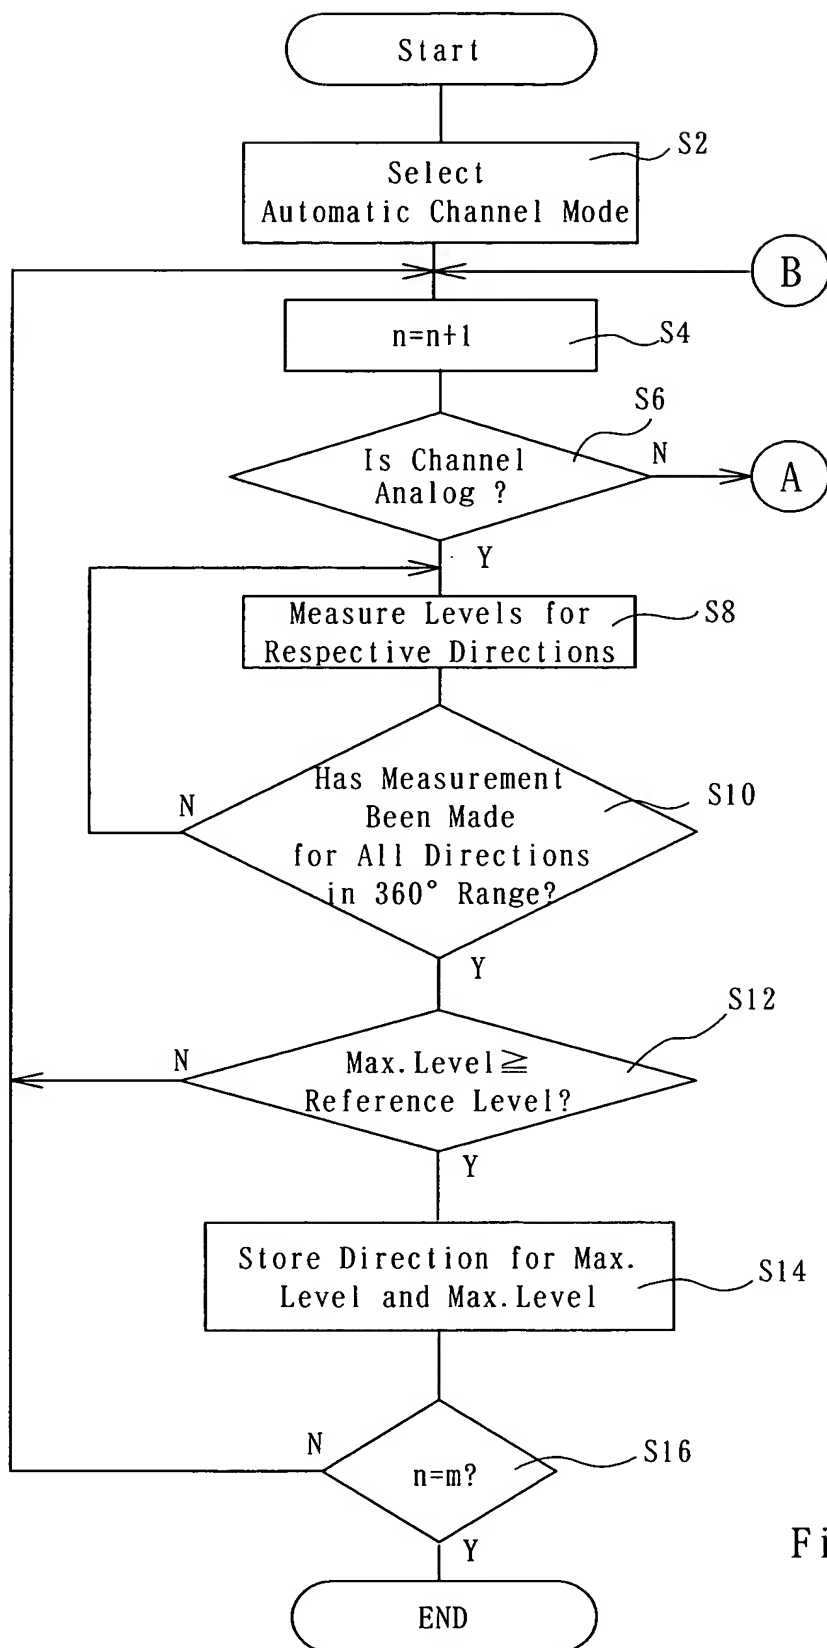 Start
S2
Select
Automatic Channel Mode
B
n=n+1
S4
S6
Is Channel
Analog ?
N
A
Y
Measure Levels for
Respective Directions
S8
Has Measurement
Been Made
for All Directions
in 360° Range?
N
S10
Y
S12
N
Max.Level≧
Reference Level?
Y
Store Direction for Max.
Level and Max.Level
S14
N
n=m?
S16
Y
Fi
END